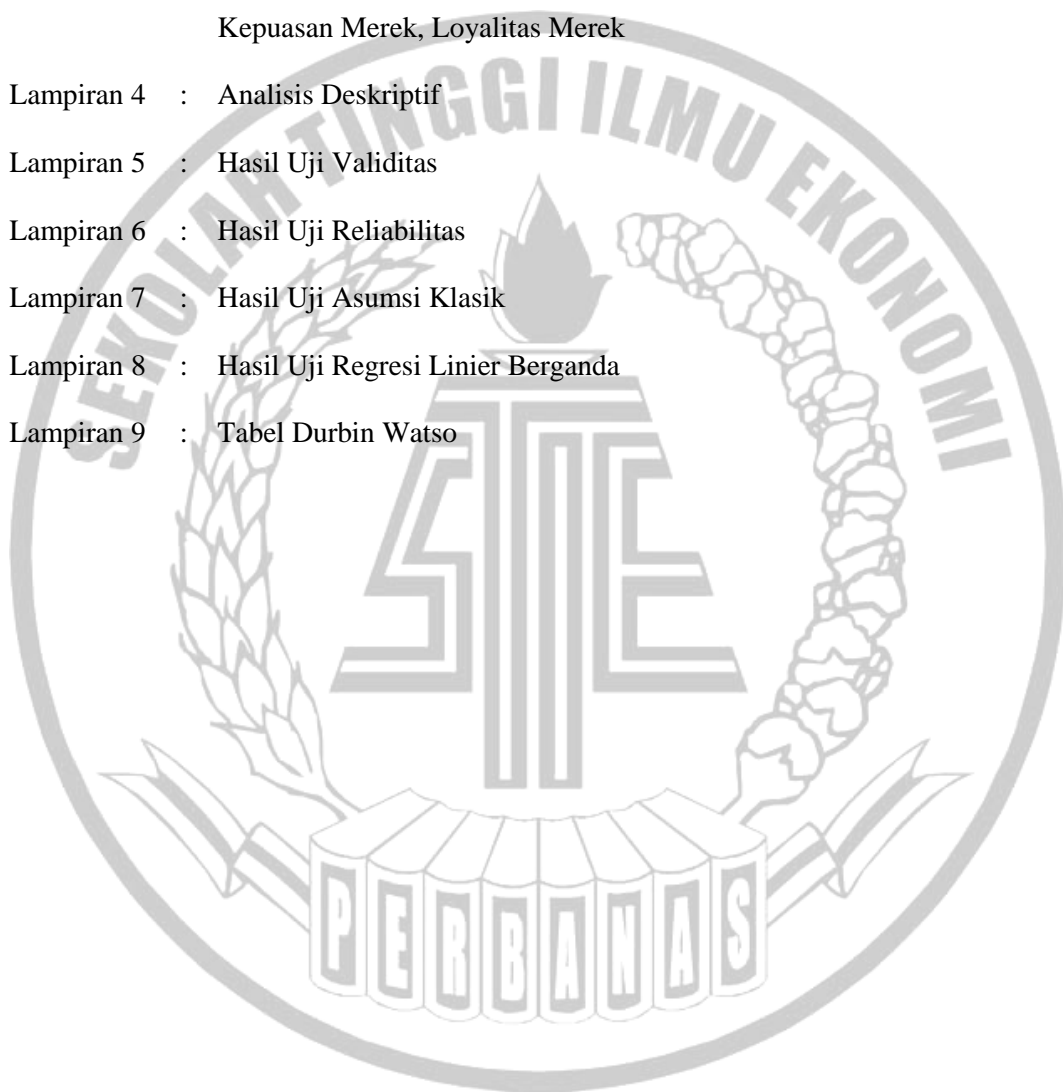 Kepuasan Merek, Loyalitas Merek
Lampiran 4 : Analisis Deskriptif
Lampiran 5 : Hasil Uji Validitas
Lampiran 6 : Hasil Uji Reliabilitas
Lampiran 7 : Hasil Uji Asumsi Klasik
Lampiran 8 : Hasil Uji Regresi Linier Berganda
Lampiran 9 : Tabel Durbin Watso
SEKOLAH TINGGI ILMU EKONOMI
STIE
PERBANAS